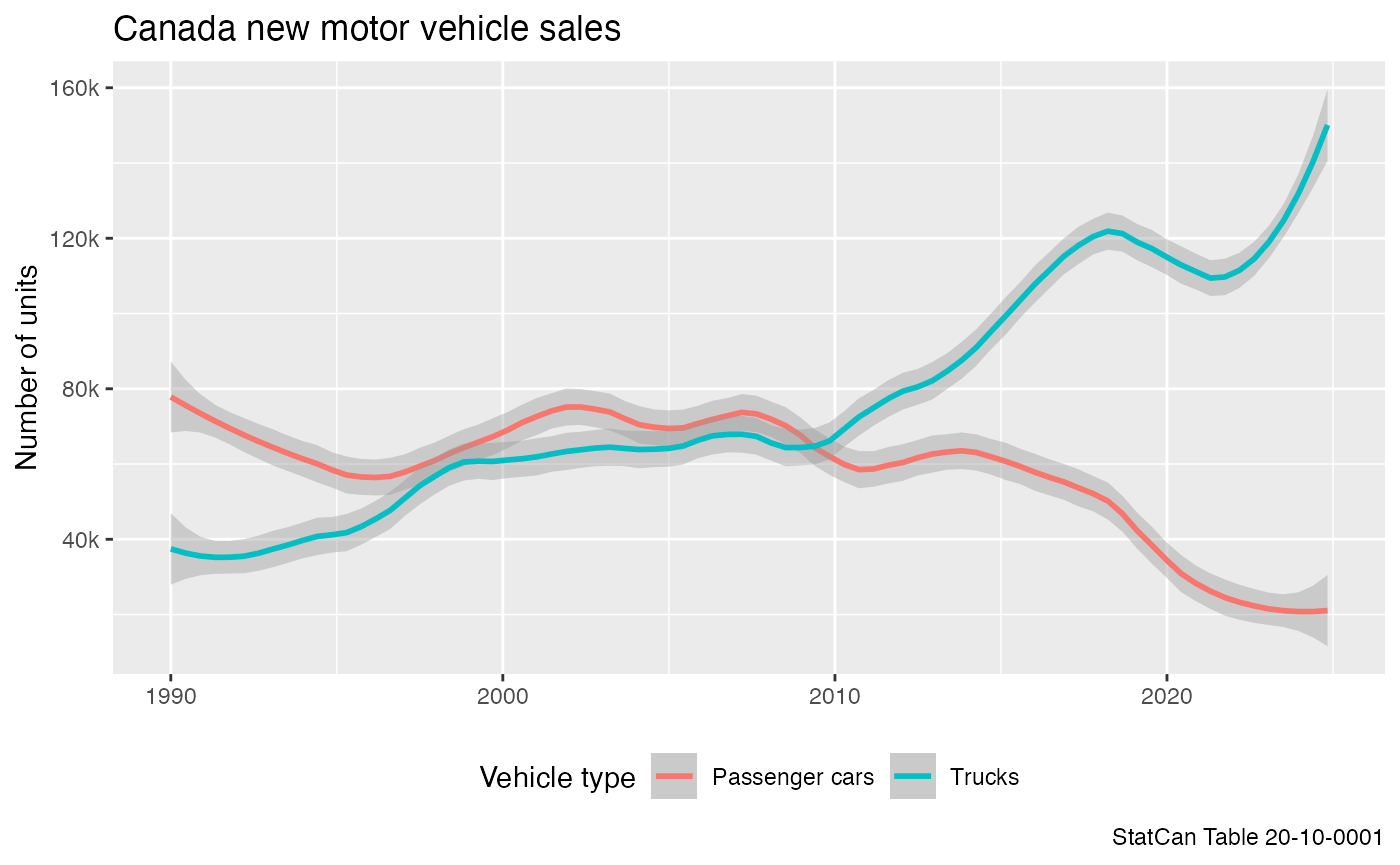 Canada new motor vehicle sales
Number of units
160k
120k
80k
40k
1990 2000 2010 2020
Vehicle type Passenger cars Trucks
StatCan Table 20-10-0001